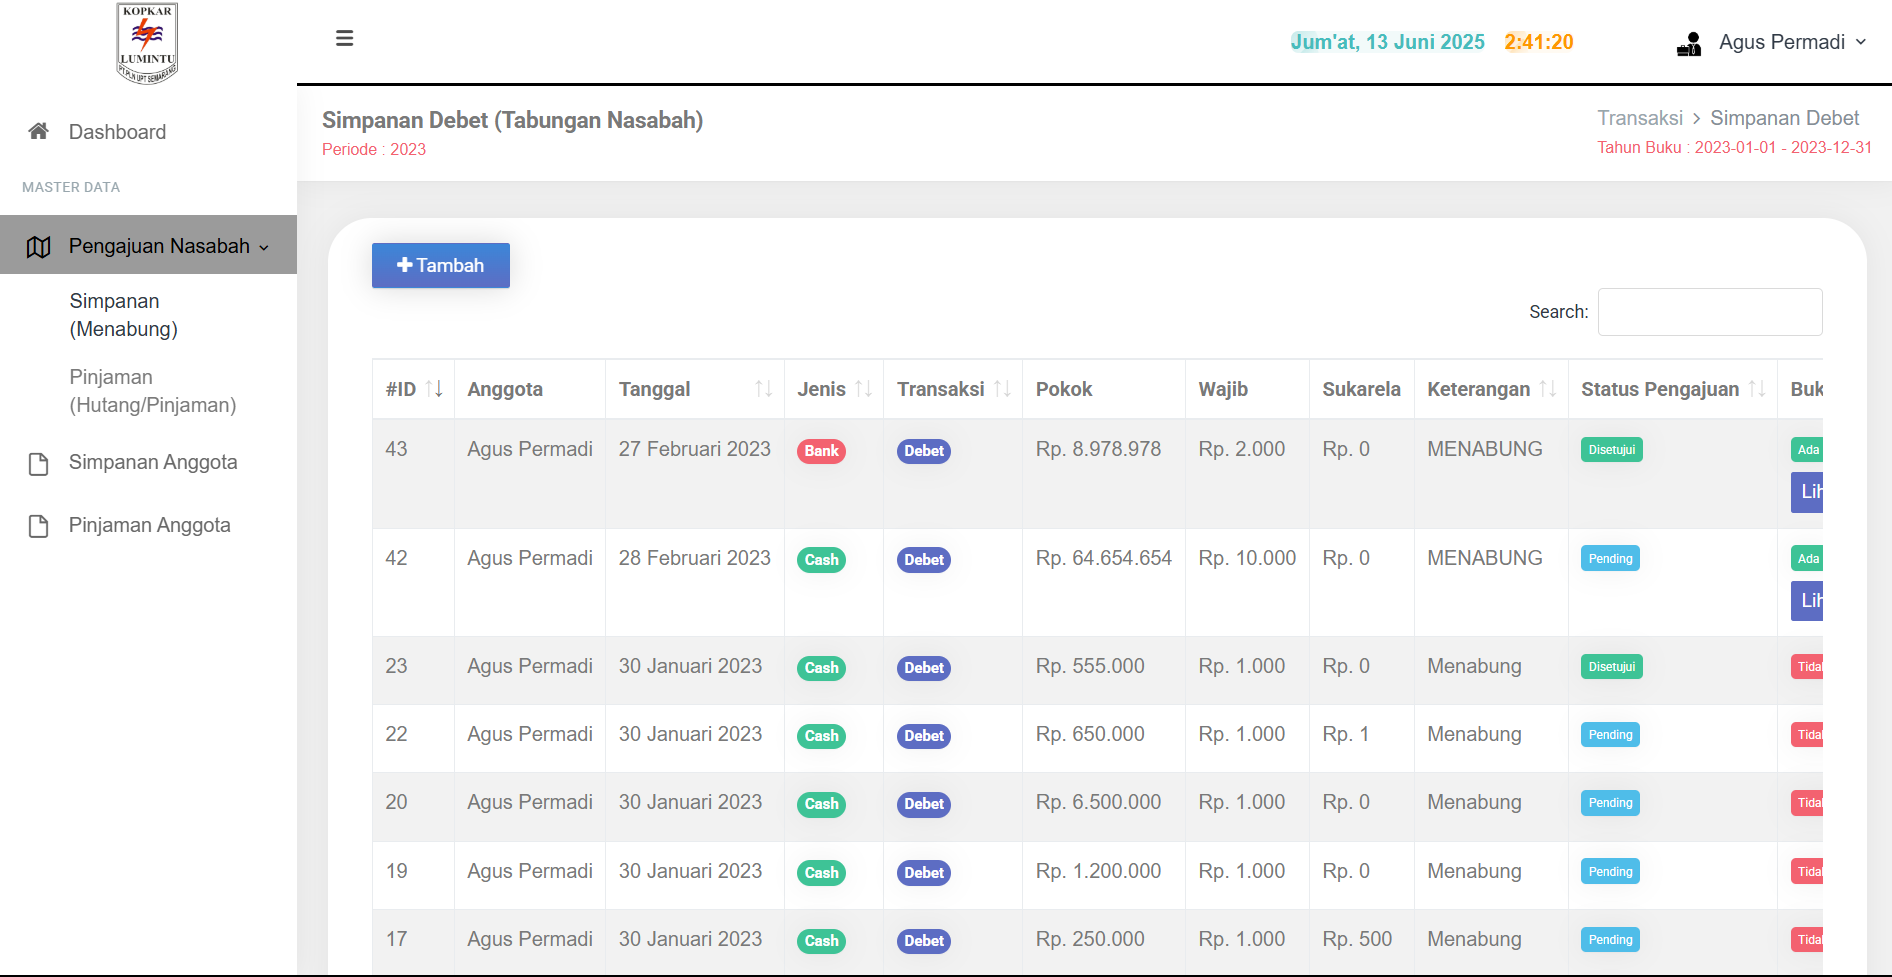 KOPKAR
LUMINTU
PT PLN UPT SEMARANG
Jum'at, 13 Juni 2025 2:41:20
Agus Permadi
Dashboard
MASTER DATA
Pengajuan Nasabah
Simpanan
(Menabung)
Pinjaman
(Hutang/Pinjaman)
Simpanan Anggota
Pinjaman Anggota
Simpanan Debet (Tabungan Nasabah)
Periode : 2023
Transaksi > Simpanan Debet
Tahun Buku : 2023-01-01 - 2023-12-31
Tambah
Search:
#ID Anggota Tanggal Jenis Transaksi Pokok Wajib Sukarela Keterangan Status Pengajuan Buk
43 Agus Permadi 27 Februari 2023 Bank Debet Rp. 8.978.978 Rp. 2.000 Rp. 0 MENABUNG Disetujui Ada
Lih
42 Agus Permadi 28 Februari 2023 Cash Debet Rp. 64.654.654 Rp. 10.000 Rp. 0 MENABUNG Pending Ada
Lih
23 Agus Permadi 30 Januari 2023 Cash Debet Rp. 555.000 Rp. 1.000 Rp. 0 Menabung Disetujui Tida
22 Agus Permadi 30 Januari 2023 Cash Debet Rp. 650.000 Rp. 1.000 Rp. 1 Menabung Pending Tida
20 Agus Permadi 30 Januari 2023 Cash Debet Rp. 6.500.000 Rp. 1.000 Rp. 0 Menabung Pending Tida
19 Agus Permadi 30 Januari 2023 Cash Debet Rp. 1.200.000 Rp. 1.000 Rp. 0 Menabung Pending Tida
17 Agus Permadi 30 Januari 2023 Cash Debet Rp. 250.000 Rp. 1.000 Rp. 500 Menabung Pending Tida